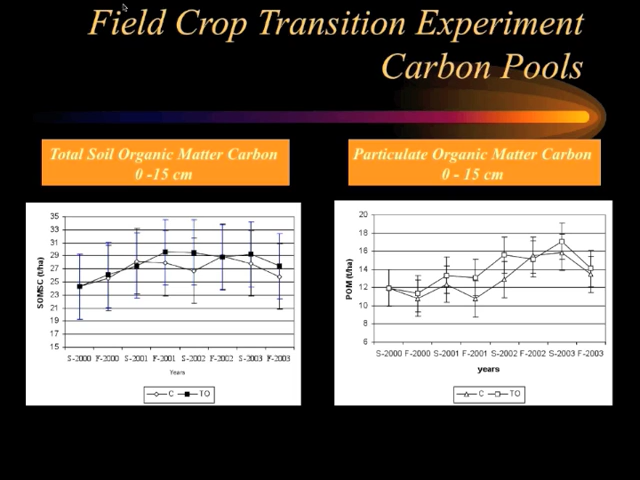 Field Crop Transition Experiment
Carbon Pools
Total Soil Organic Matter Carbon
0 -15 cm
Particulate Organic Matter Carbon
0 - 15 cm
35
33
31
29
27
25
23
21
19
17
15
SOMSC (t/ha)
S-2000 F-2000 S-2001 F-2001 S-2002 F-2002 S-2003 F-2003
Years
C TO
20
18
16
14
12
10
8
6
POM (t/ha)
S-2000 F-2000 S-2001 S-2001 S-2002 F-2002 S-2003 F-2003
years
C TO